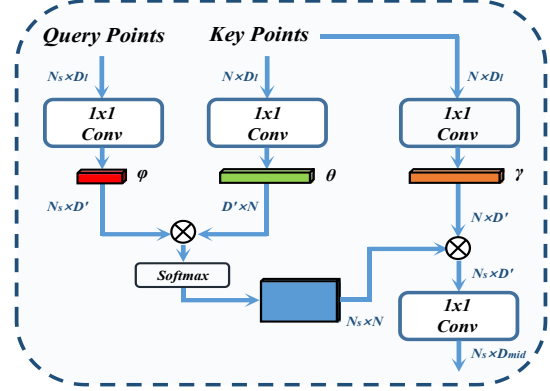 Query Points
Key Points
Nₛ×Dₗ
N×Dₗ
N×Dₗ
1x1
Conv
1x1
Conv
1x1
Conv
φ
θ
γ
Nₛ×D'
D'×N
N×D'
Softmax
Nₛ×D'
Nₛ×N
1x1
Conv
Nₛ×D_mid